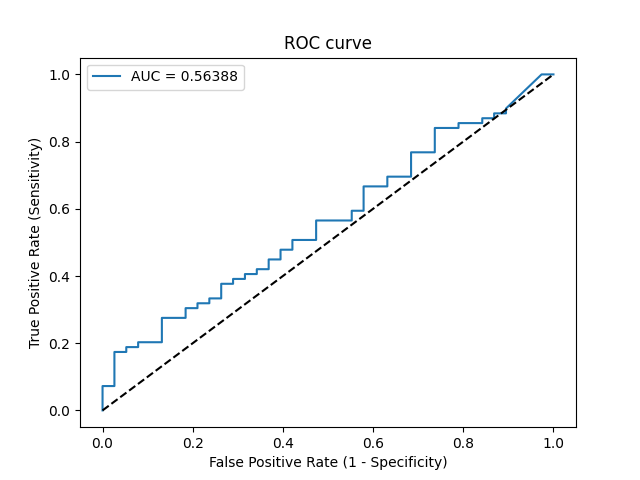 ROC curve
AUC = 0.56388
True Positive Rate (Sensitivity)
1.0
0.8
0.6
0.4
0.2
0.0
0.0 0.2 0.4 0.6 0.8 1.0
False Positive Rate (1 - Specificity)